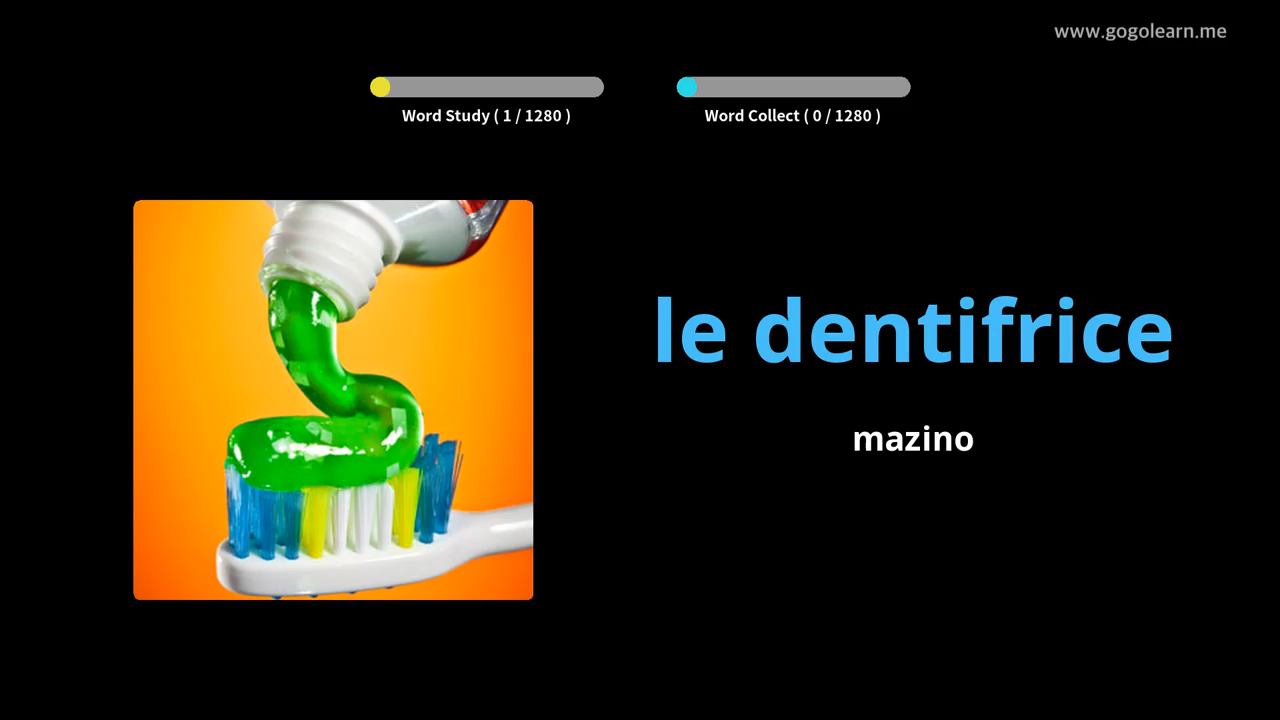 www.gogolearn.me
Word Study ( 1 / 1280 )
Word Collect ( 0 / 1280 )
le dentifrice
mazino